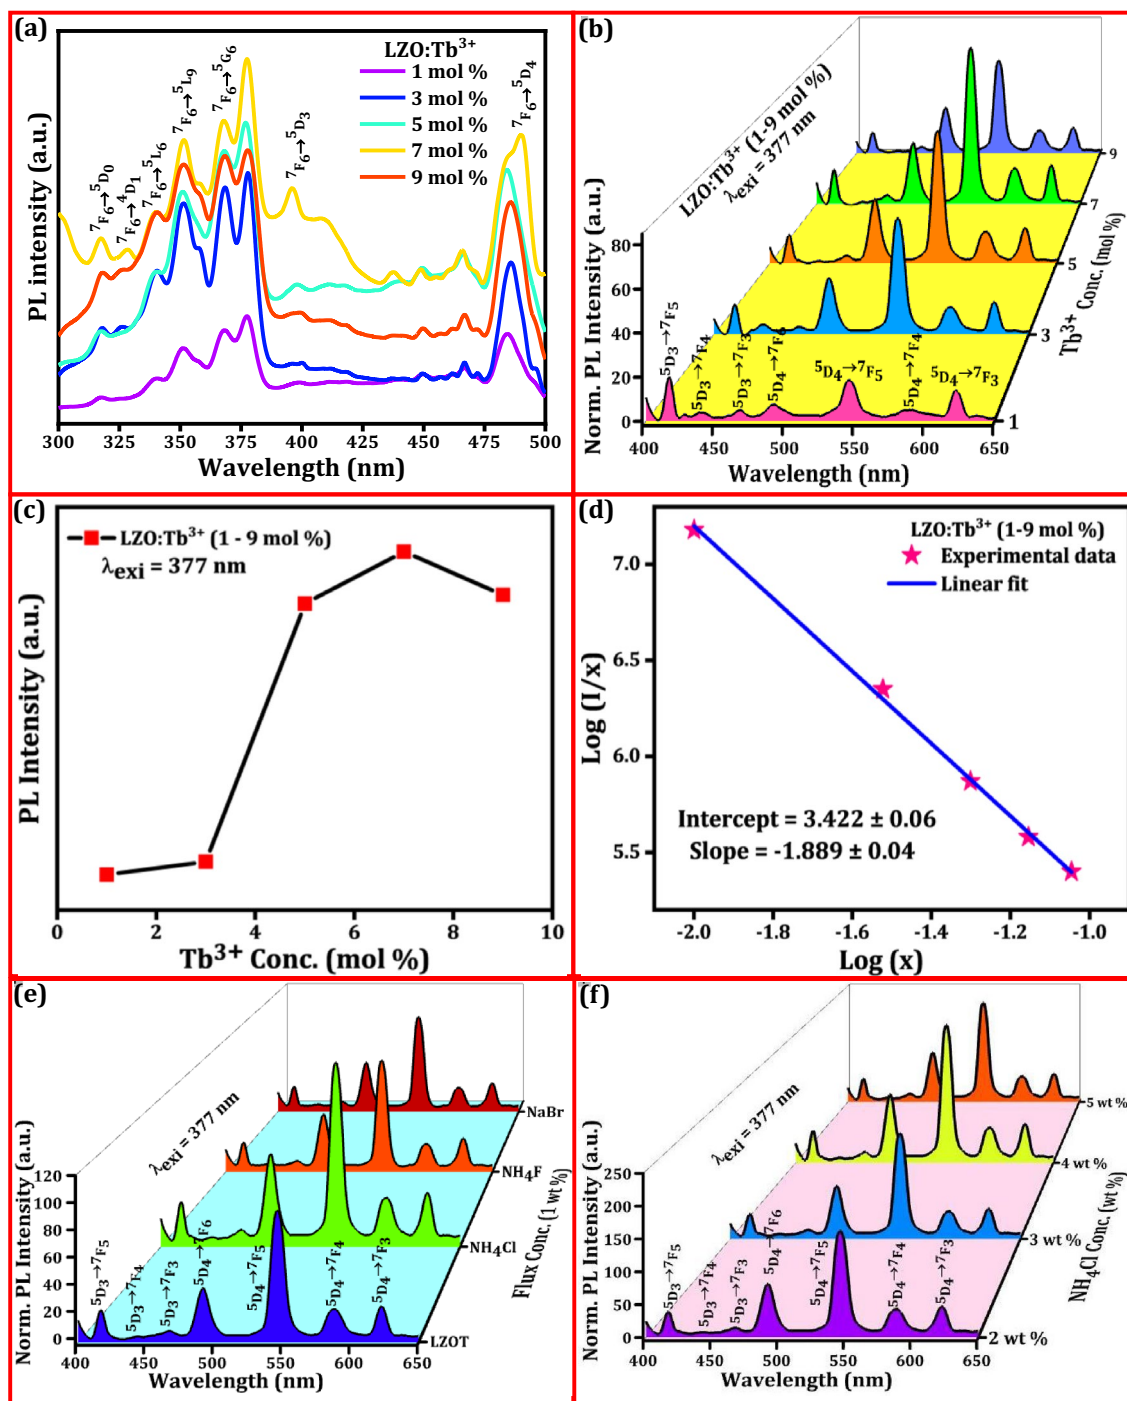 (a)
LZO:Tb³⁺
1 mol %
3 mol %
5 mol %
7 mol %
9 mol %
⁷F₆→⁵D₀
⁷F₆→⁴D₁
⁷F₆→⁵L₆
⁷F₆→⁵L₉
⁷F₆→⁵G₆
⁷F₆→⁵D₃
⁷F₆→⁵D₄
PL intensity (a.u.)
300 325 350 375 400 425 450 475 500
Wavelength (nm)
(b)
LZO:Tb³⁺ (1-9 mol %)
λexi = 377 nm
Norm. PL Intensity (a.u.)
80
60
40
20
0
⁵D₃→⁷F₅
⁵D₃→⁷F₄
⁵D₃→⁷F₃
⁵D₄→⁷F₆
⁵D₄→⁷F₅
⁵D₄→⁷F₄
⁵D₄→⁷F₃
9
7
5
3
1
Tb³⁺ Conc. (mol %)
400 450 500 550 600 650
Wavelength (nm)
(c)
LZO:Tb³⁺ (1 - 9 mol %)
λexi = 377 nm
PL Intensity (a.u.)
0 2 4 6 8 10
Tb³⁺ Conc. (mol %)
(d)
LZO:Tb³⁺ (1-9 mol %)
Experimental data
Linear fit
Log (I/x)
7.0
6.5
6.0
5.5
Intercept = 3.422 ± 0.06
Slope = -1.889 ± 0.04
-2.0 -1.8 -1.6 -1.4 -1.2 -1.0
Log (x)
(e)
λexi = 377 nm
Norm. PL Intensity (a.u.)
120
100
80
60
40
20
0
⁵D₃→⁷F₅
⁵D₃→⁷F₄
⁵D₃→⁷F₃
⁵D₄→⁷F₆
⁵D₄→⁷F₅
⁵D₄→⁷F₄
⁵D₄→⁷F₃
NaBr
NH₄F
NH₄Cl
LZOT
Flux Conc. (1 wt %)
400 450 500 550 600 650
Wavelength (nm)
(f)
λexi = 377 nm
Norm. PL Intensity (a.u.)
250
200
150
100
50
0
⁵D₃→⁷F₅
⁵D₃→⁷F₄
⁵D₃→⁷F₃
⁵D₄→⁷F₆
⁵D₄→⁷F₅
⁵D₄→⁷F₄
⁵D₄→⁷F₃
5 wt %
4 wt %
3 wt %
2 wt %
NH₄Cl Conc. (wt %)
400 450 500 550 600 650
Wavelength (nm)